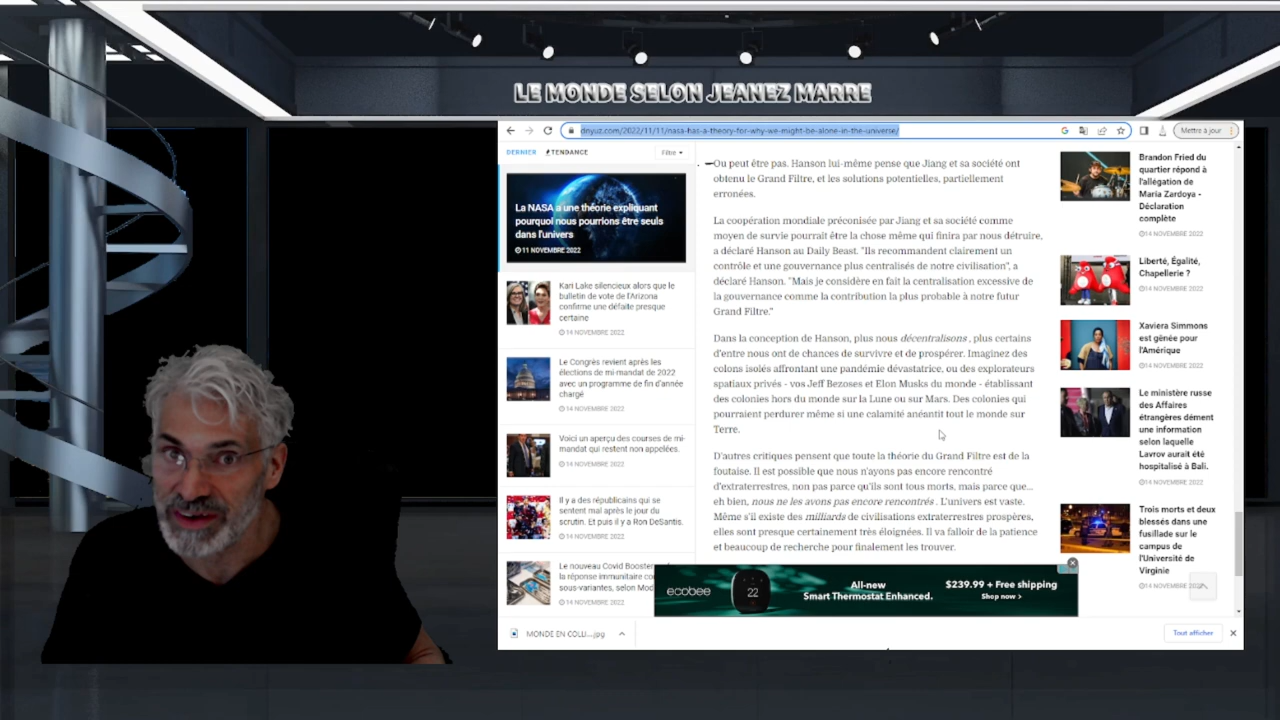 LE MONDE SELON JEANEZ MARRE
dnyuz.com/2022/11/11/nasa-has-a-theory-for-why-we-might-be-alone-in-the-universe/
Mettre à jour
DERNIER
TENDANCE
Filtre
La NASA a une théorie expliquant
pourquoi nous pourrions être seuls
dans l'univers
11 NOVEMBRE 2022
Kari Lake silencieux alors que le
bulletin de vote de l'Arizona
confirme une défaite presque
certaine
14 NOVEMBRE 2022
Le Congrès revient après les
élections de mi-mandat de 2022
avec un programme de fin d'année
chargé
14 NOVEMBRE 2022
Voici un aperçu des courses de mi-
mandat qui restent non appelées.
14 NOVEMBRE 2022
Il y a des républicains qui se
sentent mal après le jour du
scrutin. Et puis il y a Ron DeSantis.
14 NOVEMBRE 2022
Le nouveau Covid Booster
la réponse immunitaire co
sous-variantes, selon Mod
14 NOVEMBRE 2022
Ou peut être pas. Hanson lui-même pense que Jiang et sa société ont
obtenu le Grand Filtre, et les solutions potentielles, partiellement
erronées.
La coopération mondiale préconisée par Jiang et sa société comme
moyen de survie pourrait être la chose même qui finira par nous détruire,
a déclaré Hanson au Daily Beast. "Ils recommandent clairement un
contrôle et une gouvernance plus centralisés de notre civilisation", a
déclaré Hanson. "Mais je considère en fait la centralisation excessive de
la gouvernance comme la contribution la plus probable à notre futur
Grand Filtre."
Dans la conception de Hanson, plus nous décentralisons , plus certains
d'entre nous ont de chances de survivre et de prospérer. Imaginez des
colons isolés affrontant une pandémie dévastatrice, ou des explorateurs
spatiaux privés - vos Jeff Bezoses et Elon Musks du monde - établissant
des colonies hors du monde sur la Lune ou sur Mars. Des colonies qui
pourraient perdurer même si une calamité anéantit tout le monde sur
Terre.
D'autres critiques pensent que toute la théorie du Grand Filtre est de la
foutaise. Il est possible que nous n'ayons pas encore rencontré
d'extraterrestres, non pas parce qu'ils sont tous morts, mais parce que...
eh bien, nous ne les avons pas encore rencontrés . L'univers est vaste.
Même s'il existe des milliards de civilisations extraterrestres prospères,
elles sont presque certainement très éloignées. Il va falloir de la patience
et beaucoup de recherche pour finalement les trouver.
Brandon Fried du
quartier répond à
l'allégation de
Maria Zardoya -
Déclaration
complète
14 NOVEMBRE 2022
Liberté, Égalité,
Chapellerie ?
14 NOVEMBRE 2022
Xaviera Simmons
est gênée pour
l'Amérique
14 NOVEMBRE 2022
Le ministère russe
des Affaires
étrangères dément
une information
selon laquelle
Lavrov aurait été
hospitalisé à Bali.
14 NOVEMBRE 2022
Trois morts et deux
blessés dans une
fusillade sur le
campus de
l'Université de
Virginie
14 NOVEMBRE 2022
ecobee
22
All-new
Smart Thermostat Enhanced.
$239.99 + Free shipping
Shop now >
MONDE EN COLU....jpg
Tout afficher